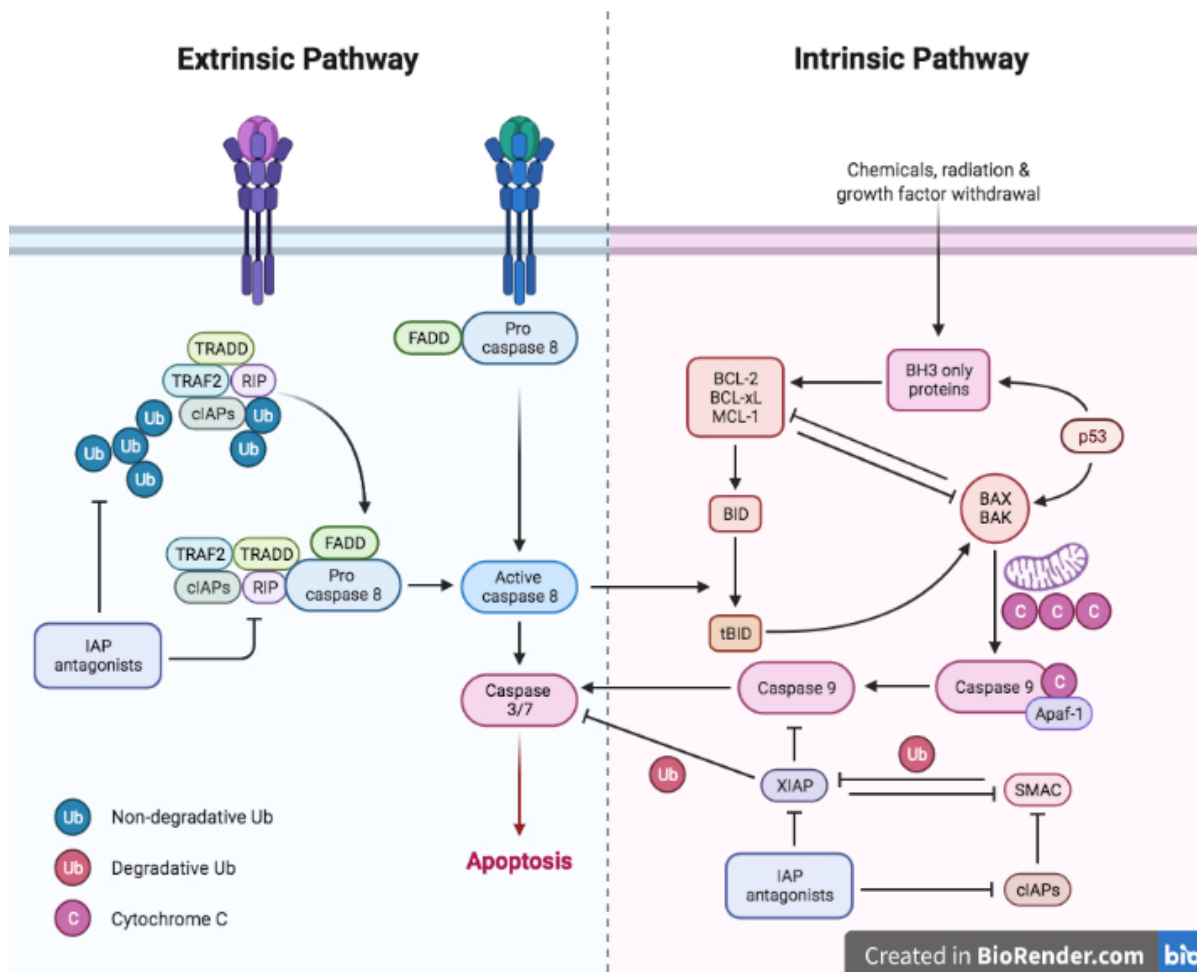 Extrinsic Pathway
Intrinsic Pathway
Chemicals, radiation &
growth factor withdrawal
FADD
Pro
caspase 8
TRADD
TRAF2
RIP
cIAPs
Ub
Ub
Ub
Ub
Ub
Ub
BCL-2
BCL-xL
MCL-1
BH3 only
proteins
p53
BID
BAX
BAK
TRAF2
TRADD
FADD
cIAPs
RIP
Pro
caspase 8
Active
caspase 8
tBID
C
C
C
IAP
antagonists
Caspase
3/7
Caspase 9
Caspase 9
C
Apaf-1
Ub
Ub
XIAP
SMAC
Ub
Non-degradative Ub
Ub
Degradative Ub
C
Cytochrome C
Apoptosis
IAP
antagonists
cIAPs
Created in BioRender.com
bio